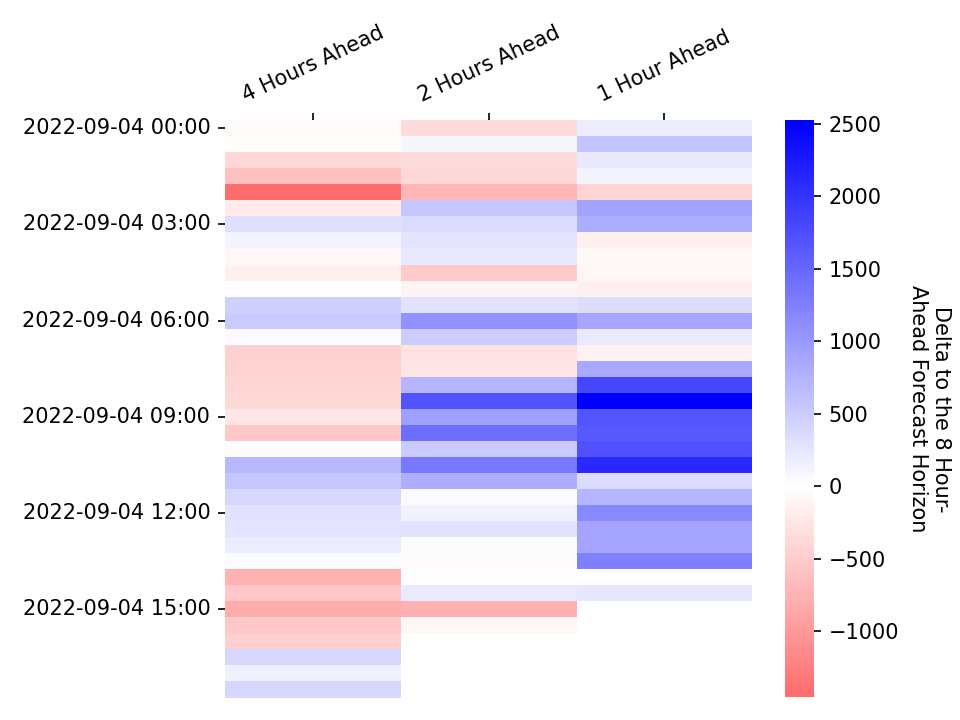 4 Hours Ahead
2 Hours Ahead
1 Hour Ahead
2022-09-04 00:00
2022-09-04 03:00
2022-09-04 06:00
2022-09-04 09:00
2022-09-04 12:00
2022-09-04 15:00
2500
2000
1500
1000
500
0
−500
−1000
Delta to the 8 Hour-
Ahead Forecast Horizon